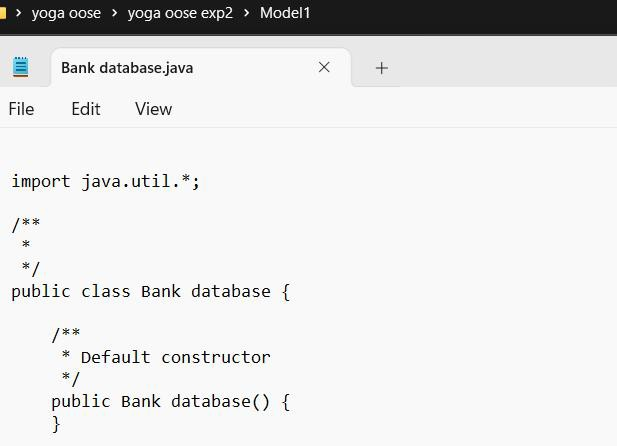 yoga oose > yoga oose exp2 > Model1
Bank database.java
File Edit View
import java.util.*;
/**
 *
 */
public class Bank database {
    /**
     * Default constructor
     */
    public Bank database() {
    }